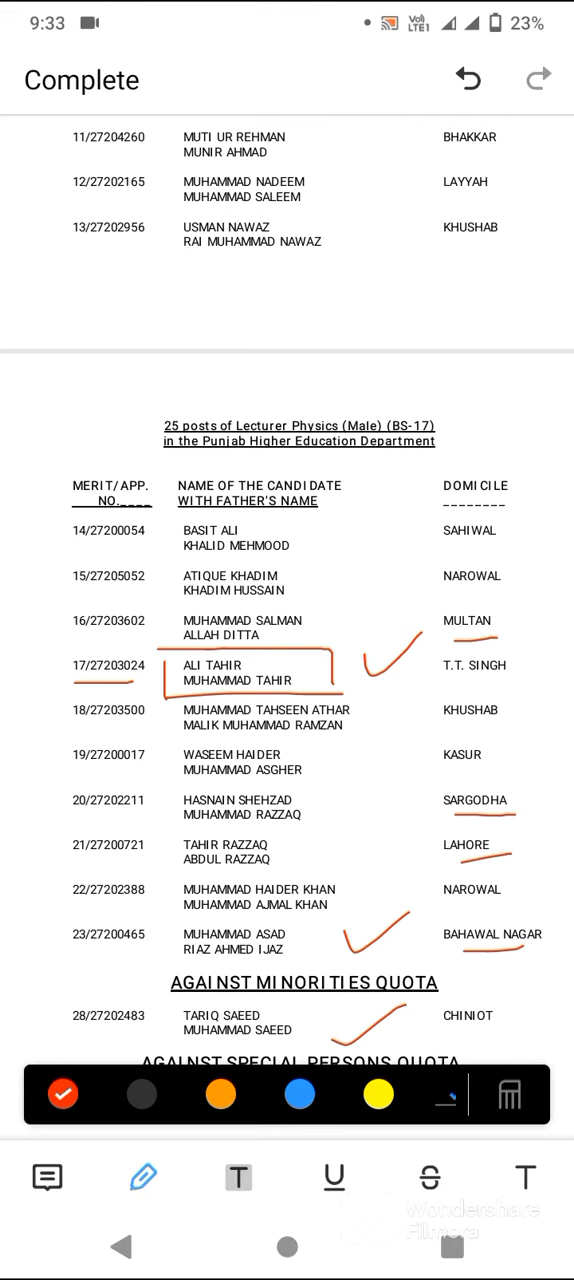 9:33 23%
Vo)
LTE1
Complete
11/27204260 MUTI UR REHMAN BHAKKAR
MUNIR AHMAD
12/27202165 MUHAMMAD NADEEM LAYYAH
MUHAMMAD SALEEM
13/27202956 USMAN NAWAZ KHUSHAB
RAI MUHAMMAD NAWAZ
25 posts of Lecturer Physics (Male) (BS-17)
in the Punjab Higher Education Department
MERIT/APP. NAME OF THE CANDIDATE DOMICILE
NO.____ WITH FATHER'S NAME --------
14/27200054 BASIT ALI SAHIWAL
KHALID MEHMOOD
15/27205052 ATIQUE KHADIM NAROWAL
KHADIM HUSSAIN
16/27203602 MUHAMMAD SALMAN MULTAN
ALLAH DITTA
17/27203024 ALI TAHIR T.T. SINGH
MUHAMMAD TAHIR
18/27203500 MUHAMMAD TAHSEEN ATHAR KHUSHAB
MALIK MUHAMMAD RAMZAN
19/27200017 WASEEM HAIDER KASUR
MUHAMMAD ASGHER
20/27202211 HASNAIN SHEHZAD SARGODHA
MUHAMMAD RAZZAQ
21/27200721 TAHIR RAZZAQ LAHORE
ABDUL RAZZAQ
22/27202388 MUHAMMAD HAIDER KHAN NAROWAL
MUHAMMAD AJMAL KHAN
23/27200465 MUHAMMAD ASAD BAHAWAL NAGAR
RIAZ AHMED IJAZ
AGAINST MINORITIES QUOTA
28/27202483 TARIQ SAEED CHINIOT
MUHAMMAD SAEED
AGAINST SPECIAL PERSONS QUOTA
T U S T
Wondershare
Filmora